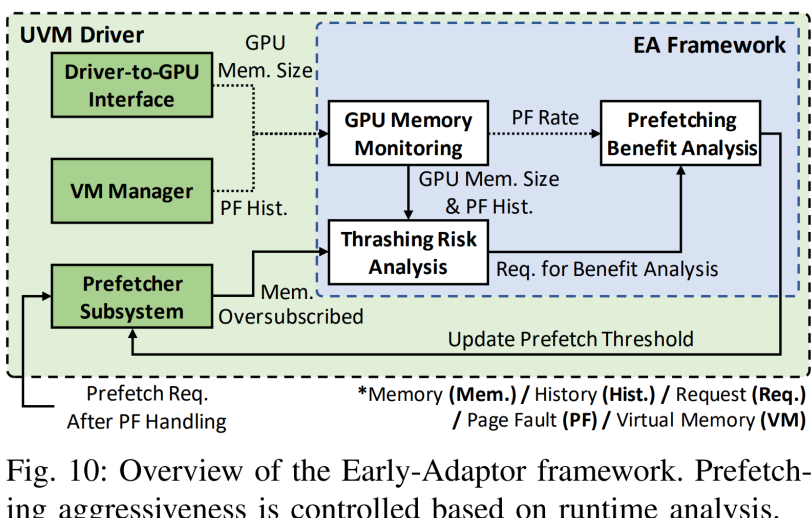 UVM Driver
EA Framework
Driver-to-GPU
Interface
GPU
Mem. Size
VM Manager
PF Hist.
GPU Memory
Monitoring
PF Rate
Prefetching
Benefit Analysis
GPU Mem. Size
& PF Hist.
Thrashing Risk
Analysis
Req. for Benefit Analysis
Prefetcher
Subsystem
Mem.
Oversubscribed
Update Prefetch Threshold
Prefetch Req.
After PF Handling
*Memory (Mem.) / History (Hist.) / Request (Req.)
/ Page Fault (PF) / Virtual Memory (VM)
Fig. 10: Overview of the Early-Adaptor framework. Prefetch-
ing aggressiveness is controlled based on runtime analysis.